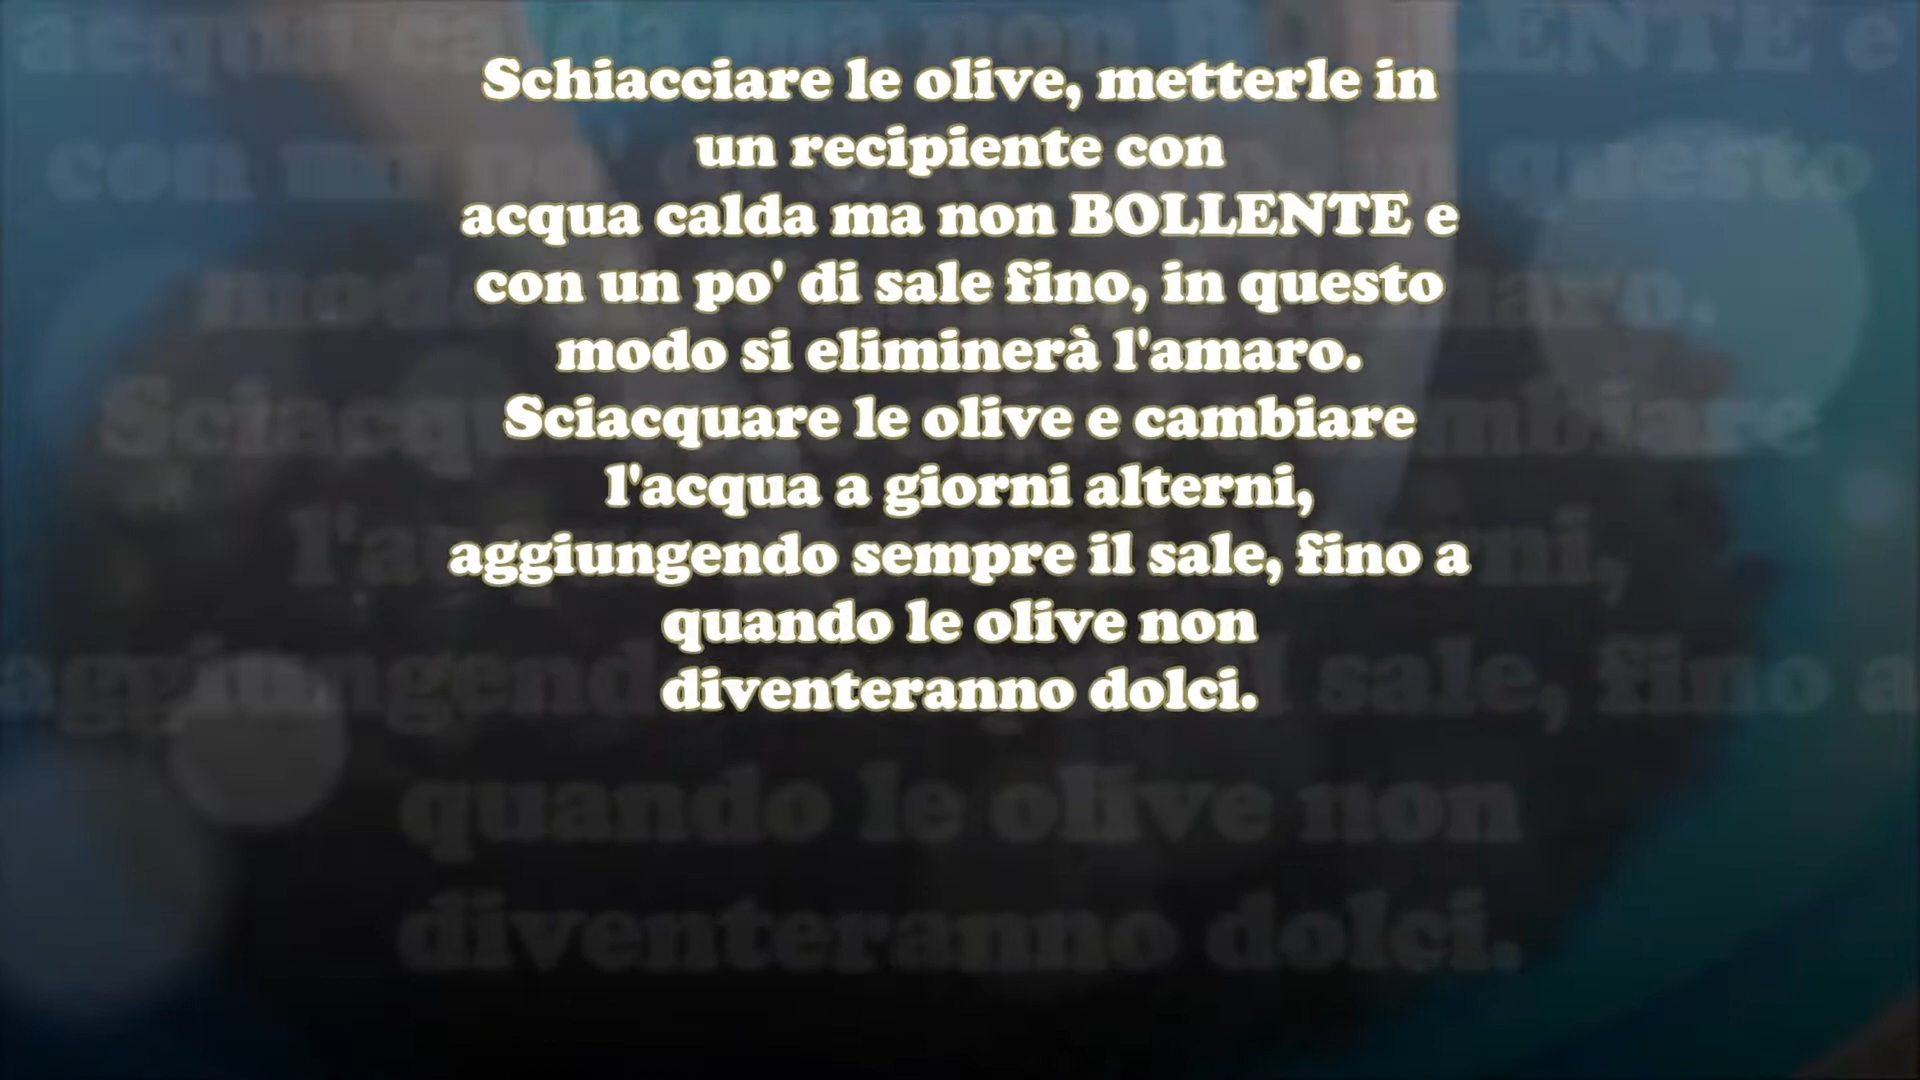 Schiacciare le olive, metterle in
un recipiente con
acqua calda ma non BOLLENTE e
con un po' di sale fino, in questo
modo si eliminerà l'amaro.
Sciacquare le olive e cambiare
l'acqua a giorni alterni,
aggiungendo sempre il sale, fino a
quando le olive non
diventeranno dolci.